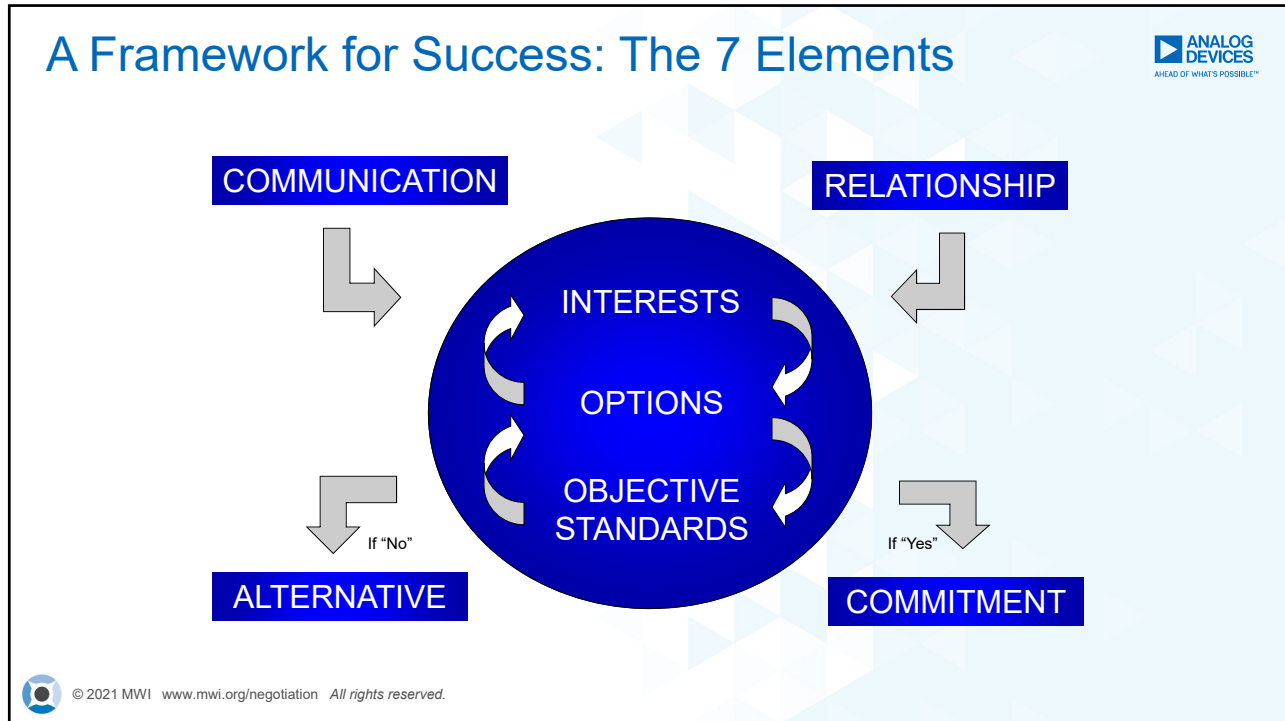 A Framework for Success: The 7 Elements
ANALOG
DEVICES
AHEAD OF WHAT'S POSSIBLE™
COMMUNICATION
RELATIONSHIP
INTERESTS
OPTIONS
OBJECTIVE
STANDARDS
If “No”
If “Yes”
ALTERNATIVE
COMMITMENT
© 2021 MWI www.mwi.org/negotiation All rights reserved.